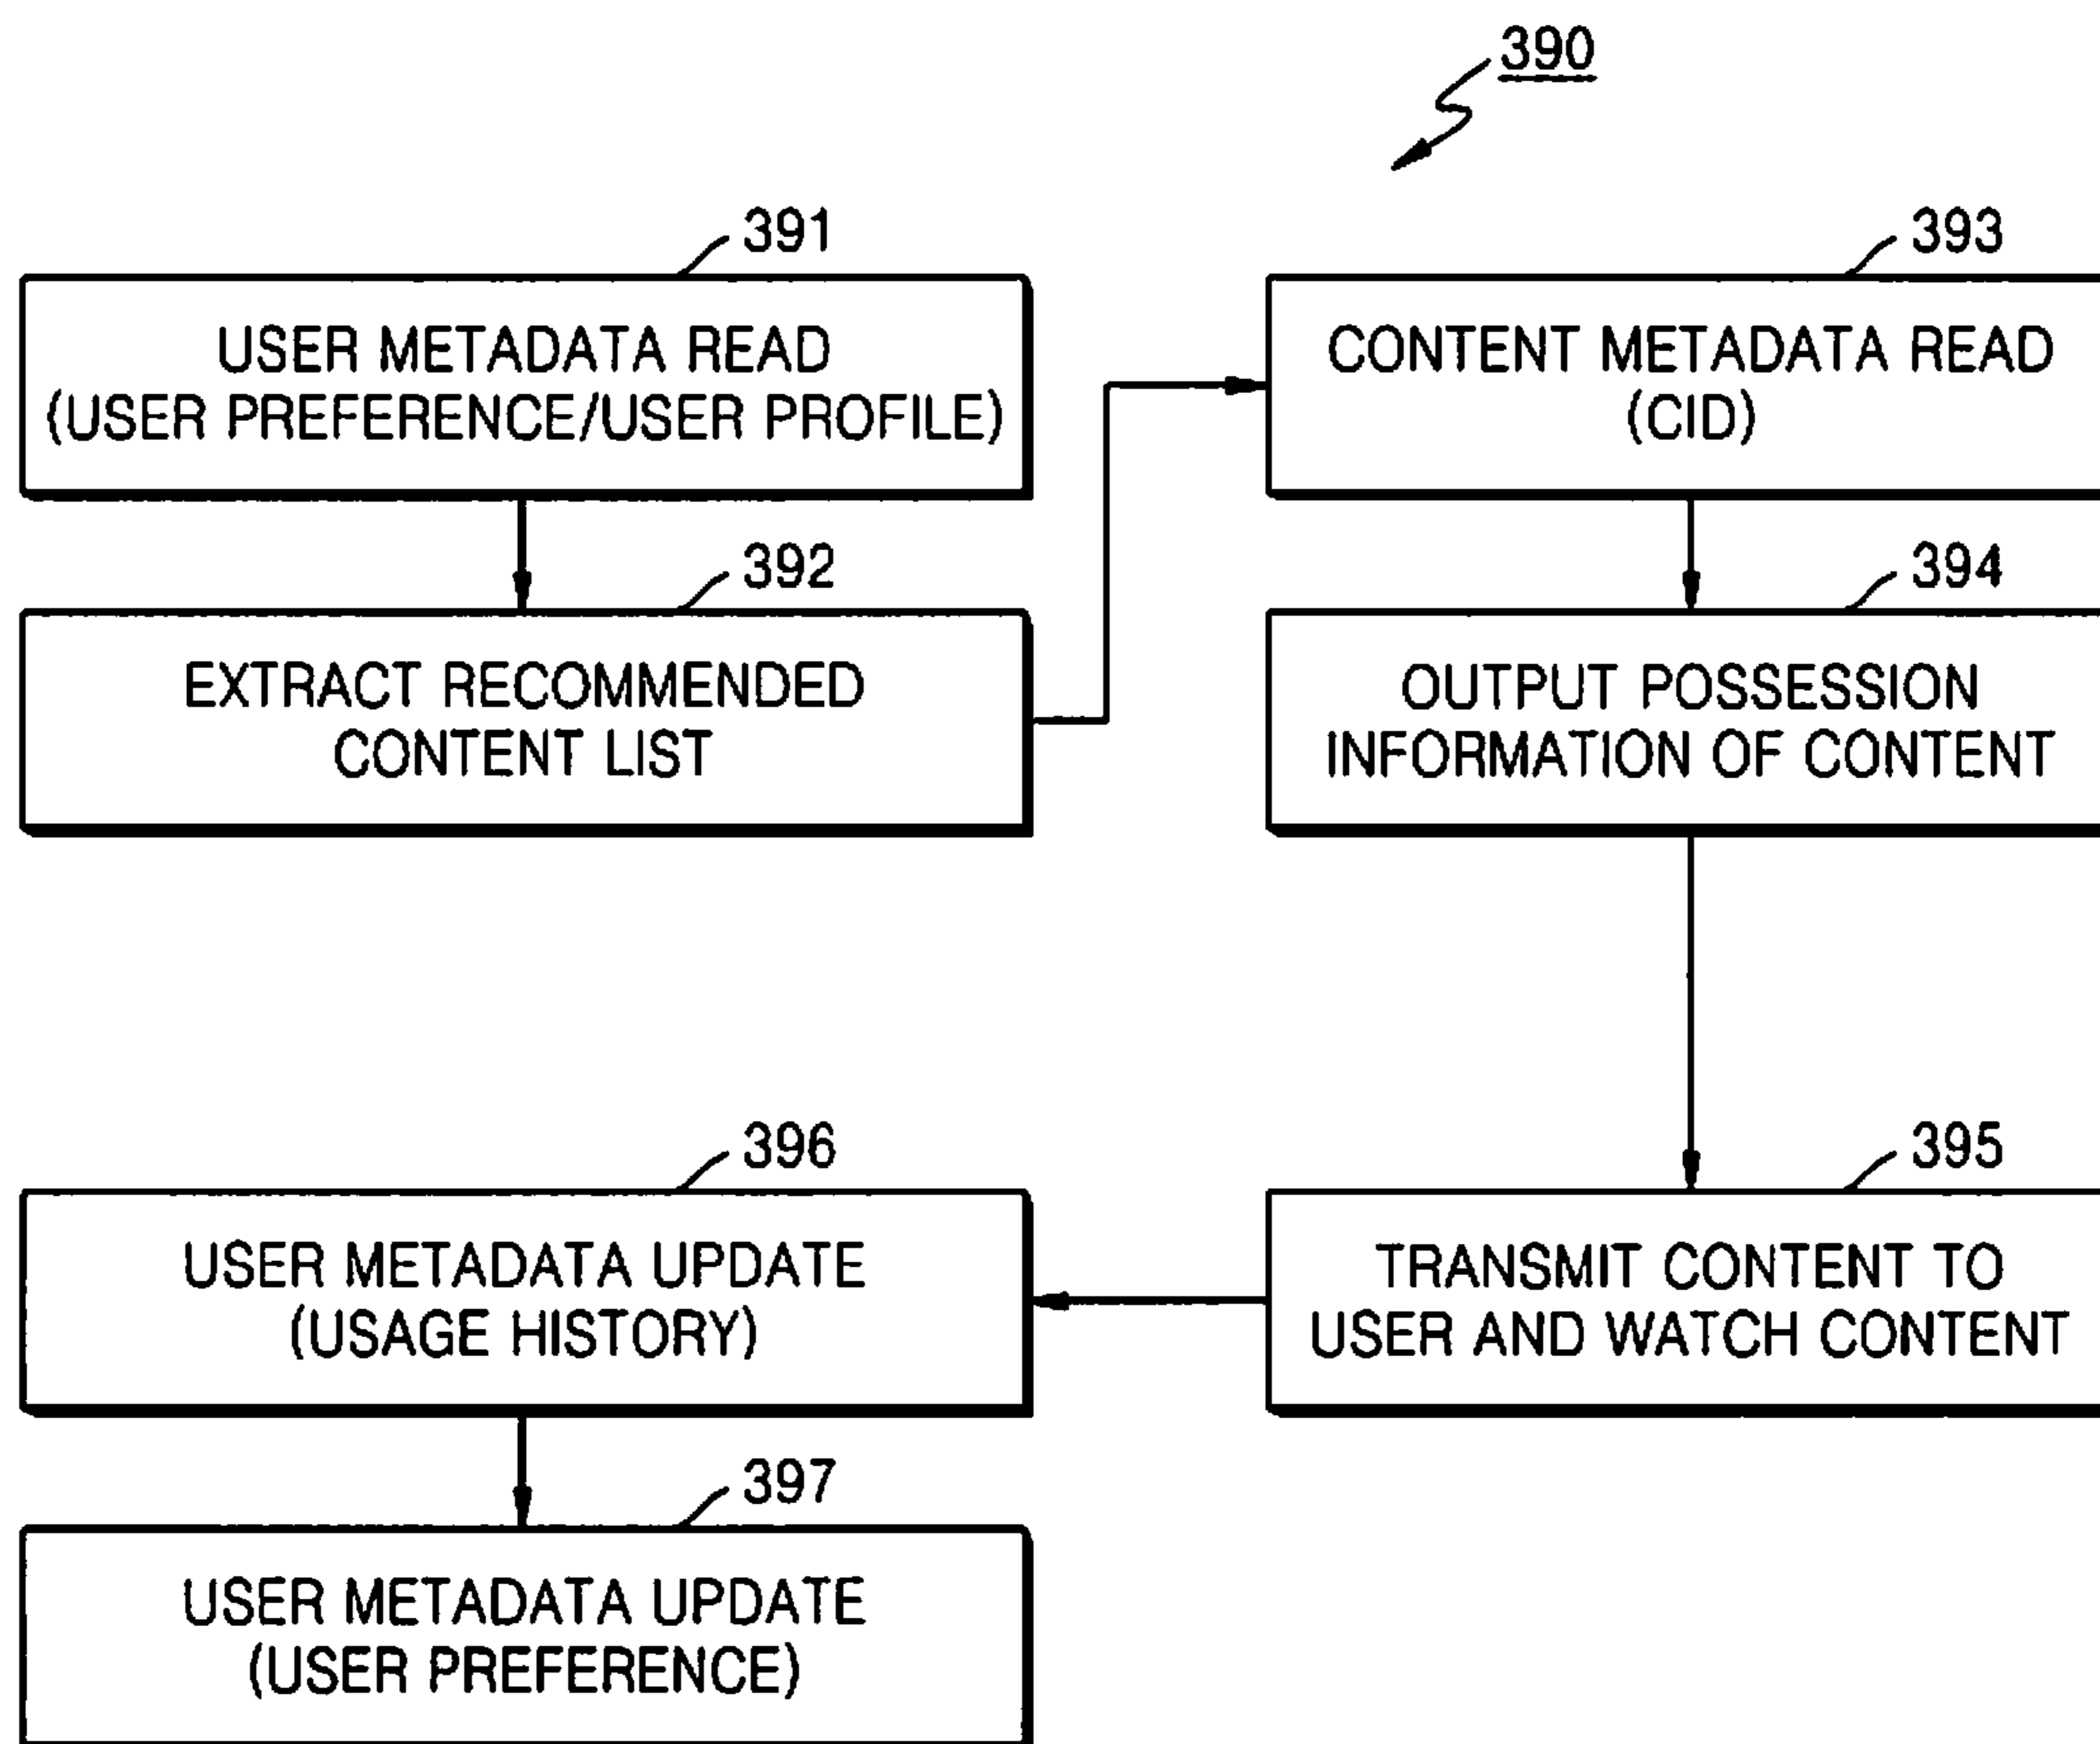 390
391
USER METADATA READ
(USER PREFERENCE/USER PROFILE)
392
EXTRACT RECOMMENDED
CONTENT LIST
393
CONTENT METADATA READ
(CID)
394
OUTPUT POSSESSION
INFORMATION OF CONTENT
395
TRANSMIT CONTENT TO
USER AND WATCH CONTENT
396
USER METADATA UPDATE
(USAGE HISTORY)
397
USER METADATA UPDATE
(USER PREFERENCE)